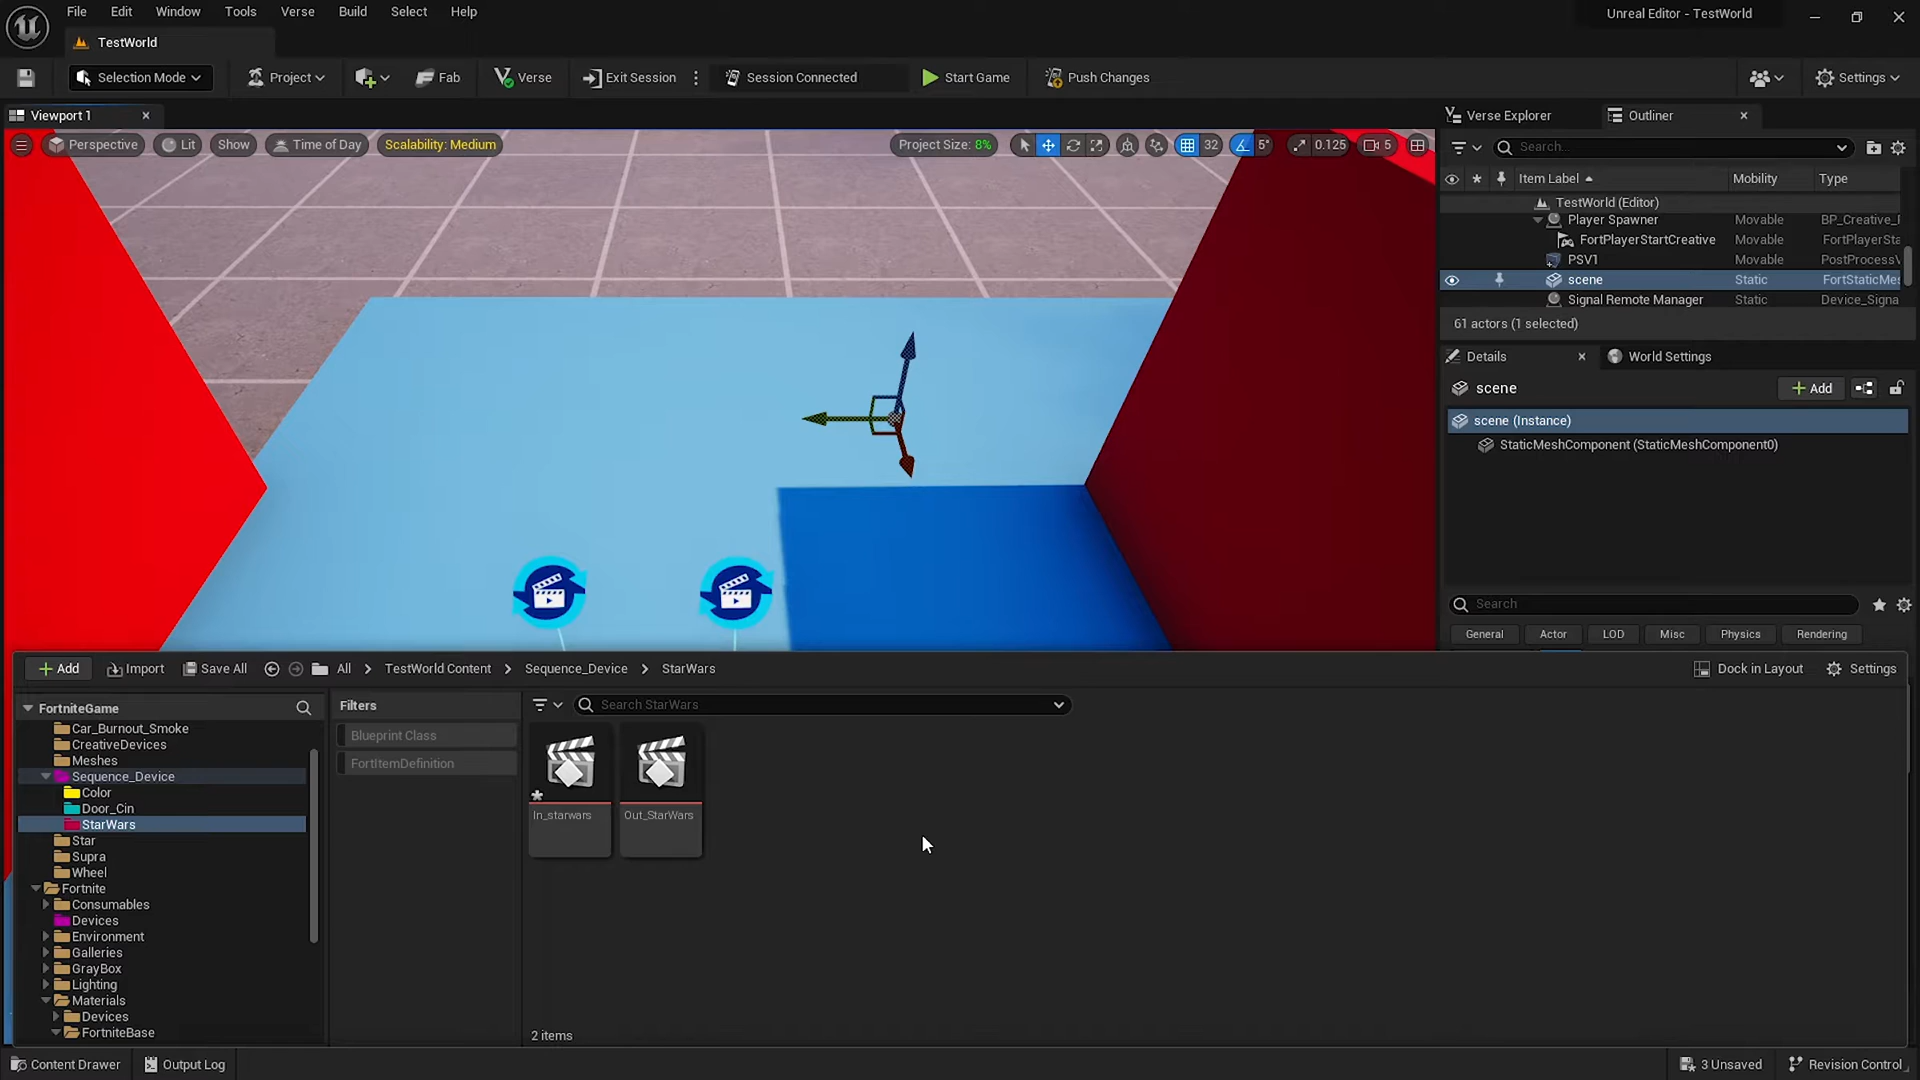 File Edit Window Tools Verse Build Select Help
Unreal Editor - TestWorld
TestWorld
Selection Mode Project Fab Verse Exit Session Session Connected Start Game Push Changes Settings
Viewport 1
Verse Explorer Outliner
Perspective Lit Show Time of Day Scalability: Medium Project Size: 8% 32 5° 0.125 5
Search...
Item Label Mobility Type
TestWorld (Editor)
Player Spawner Movable BP_Creative_
FortPlayerStartCreative Movable FortPlayerSta
PSV1 Movable PostProcessV
scene Static FortStaticMes
Signal Remote Manager Static Device_Signa
61 actors (1 selected)
Details World Settings
scene Add
scene (Instance)
StaticMeshComponent (StaticMeshComponent0)
Search
General Actor LOD Misc Physics Rendering
Add Import Save All All TestWorld Content Sequence_Device StarWars Dock in Layout Settings
FortniteGame
Filters
Search StarWars
Car_Burnout_Smoke
CreativeDevices
Meshes
Sequence_Device
Color
Door_Cin
StarWars
Star
Supra
Wheel
Fortnite
Consumables
Devices
Environment
Galleries
GrayBox
Lighting
Materials
Devices
FortniteBase
Blueprint Class
FortItemDefinition
In_starwars Out_StarWars
2 items
Content Drawer Output Log 3 Unsaved Revision Control